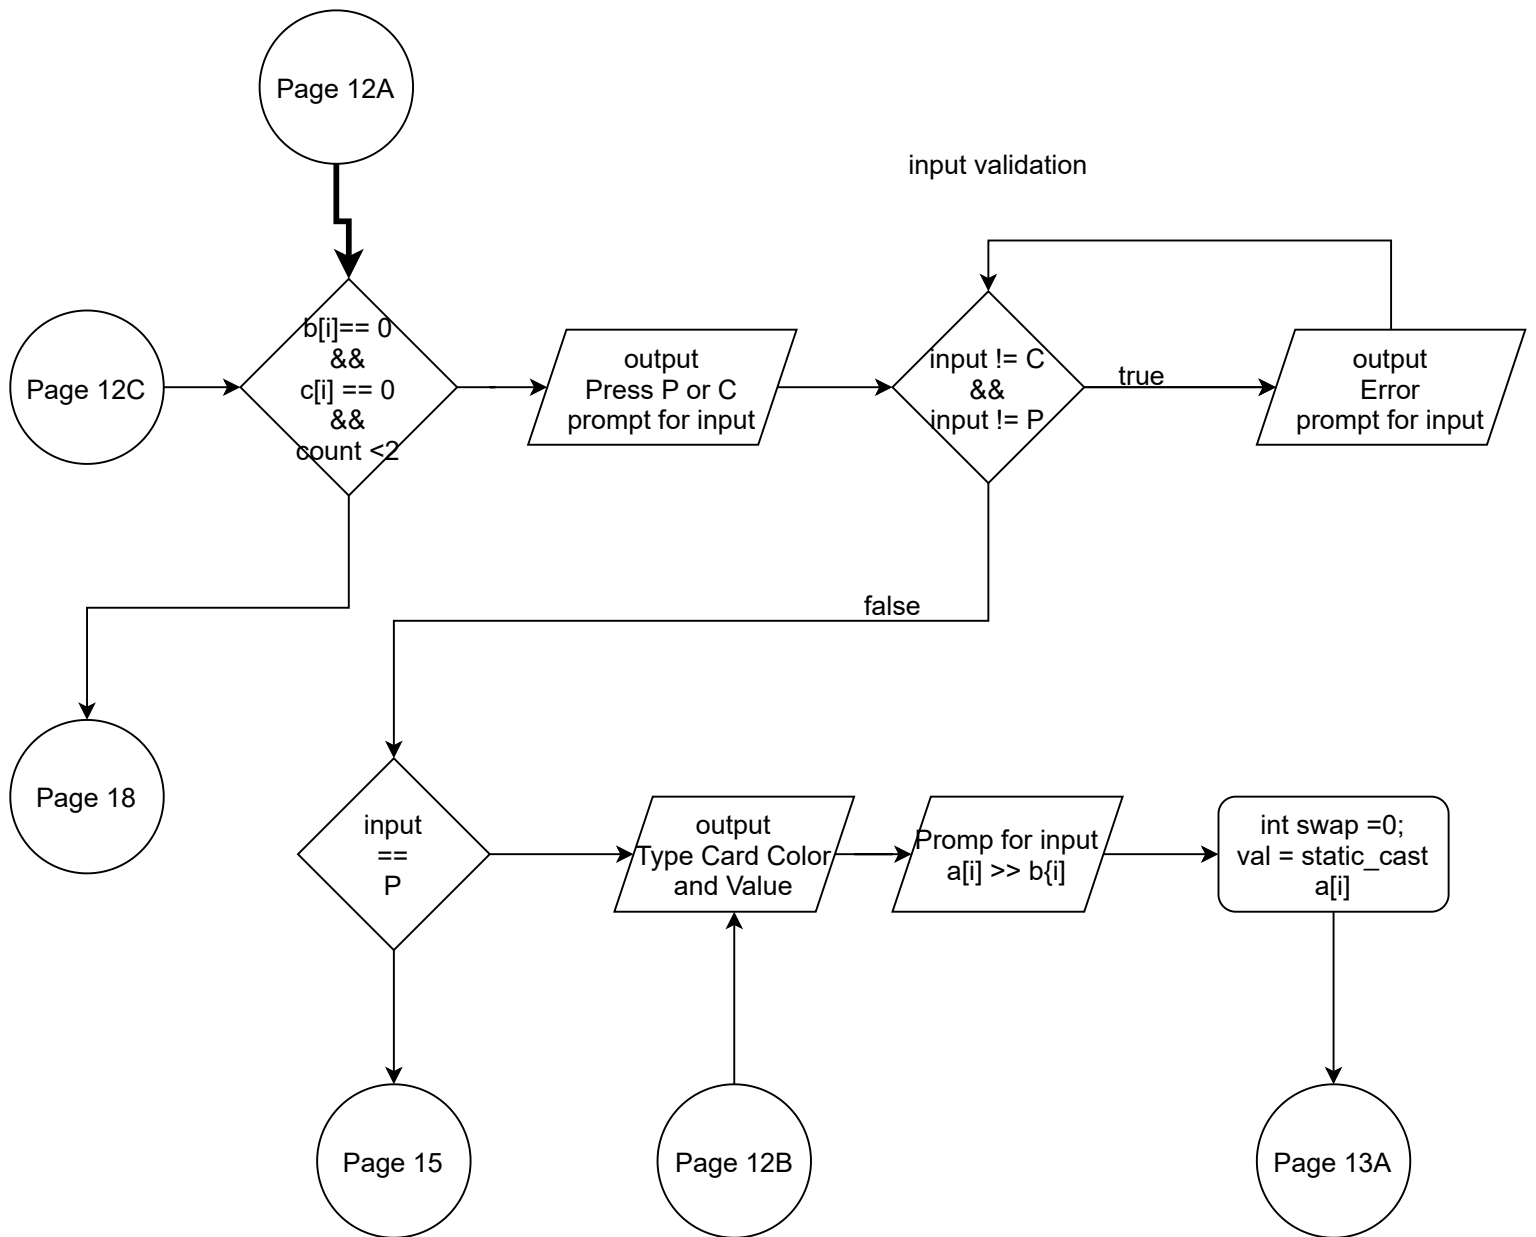 Page 12A
input validation
b[i]== 0
&&
c[i] == 0
&&
count <2
Page 12C
output
Press P or C
prompt for input
input != C
&&
input != P
true
output
Error
prompt for input
false
Page 18
input
==
P
output
Type Card Color
and Value
Promp for input
a[i] >> b{i]
int swap =0;
val = static_cast
a[i]
Page 15
Page 12B
Page 13A